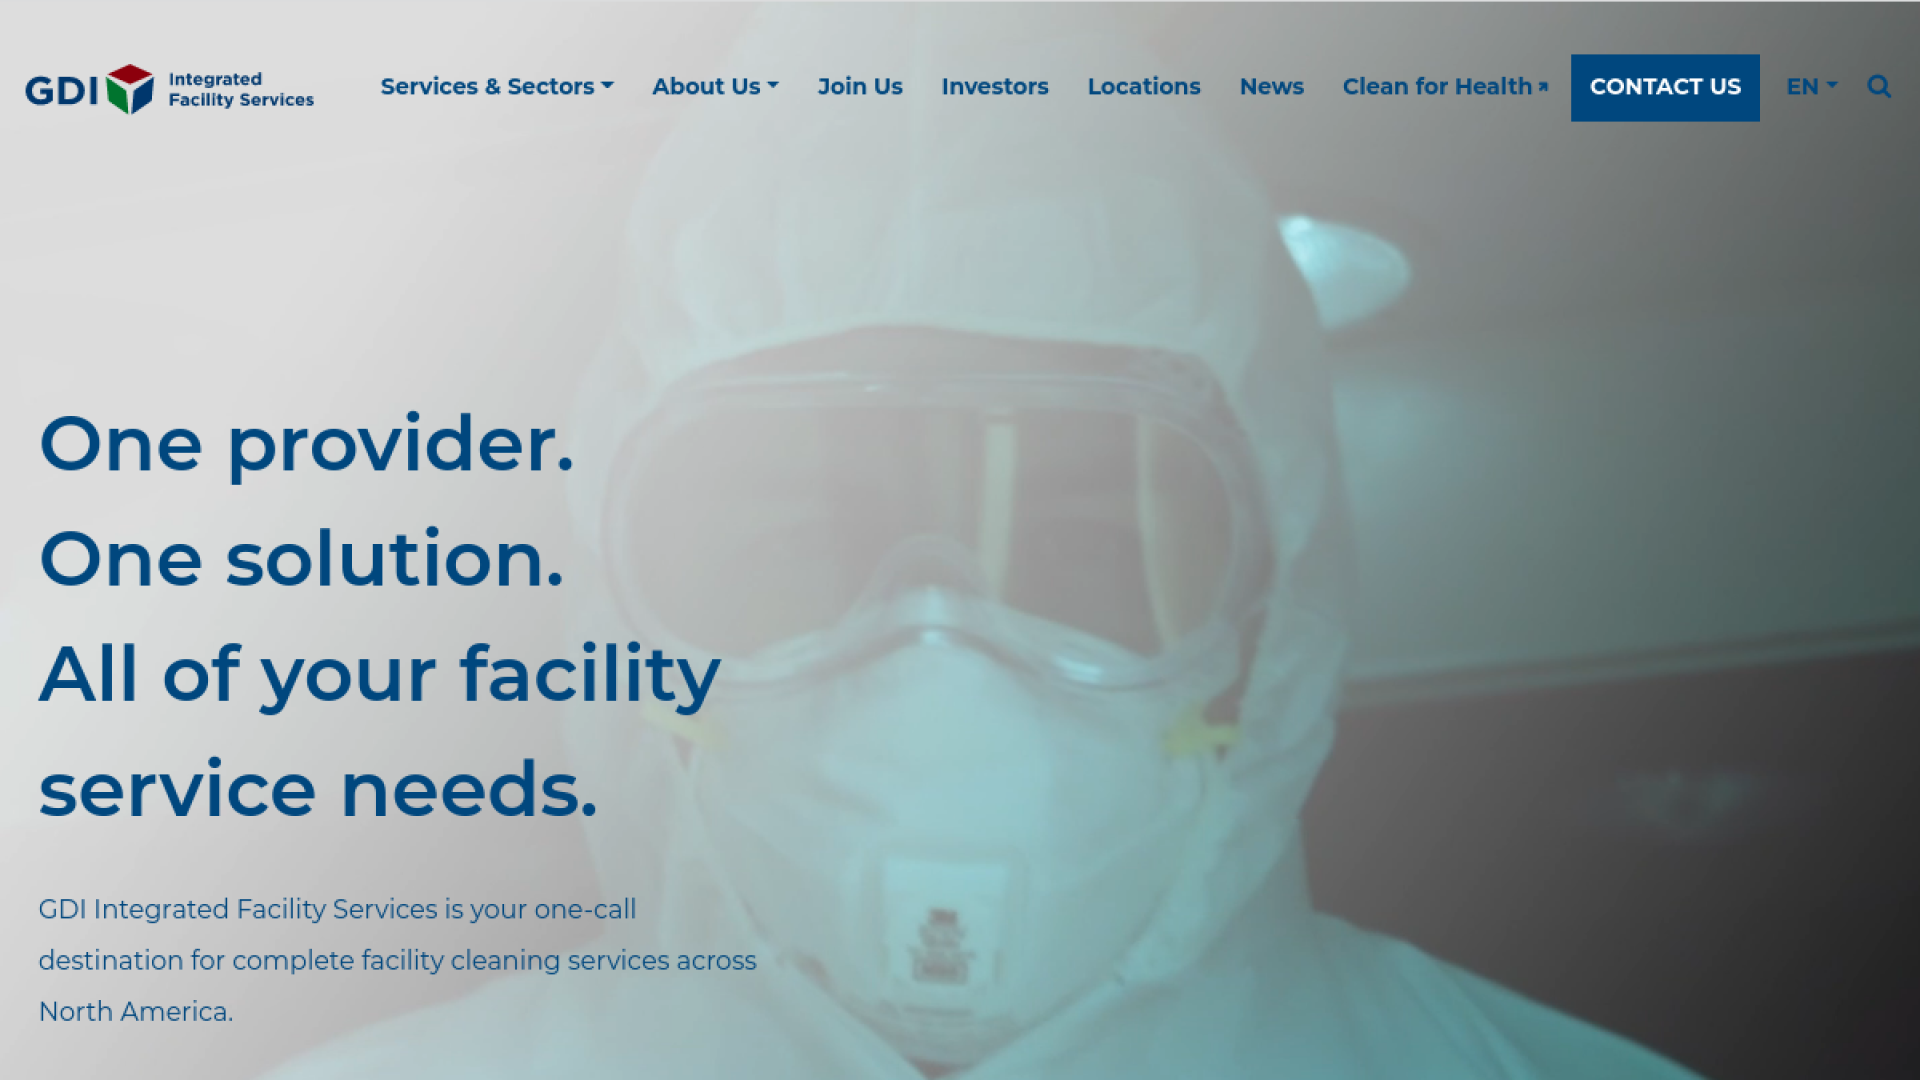 GDI Integrated
Facility Services
Services & Sectors
About Us
Join Us
Investors
Locations
News
Clean for Health
CONTACT US
EN
One provider.
One solution.
All of your facility
service needs.
GDI Integrated Facility Services is your one-call
destination for complete facility cleaning services across
North America.